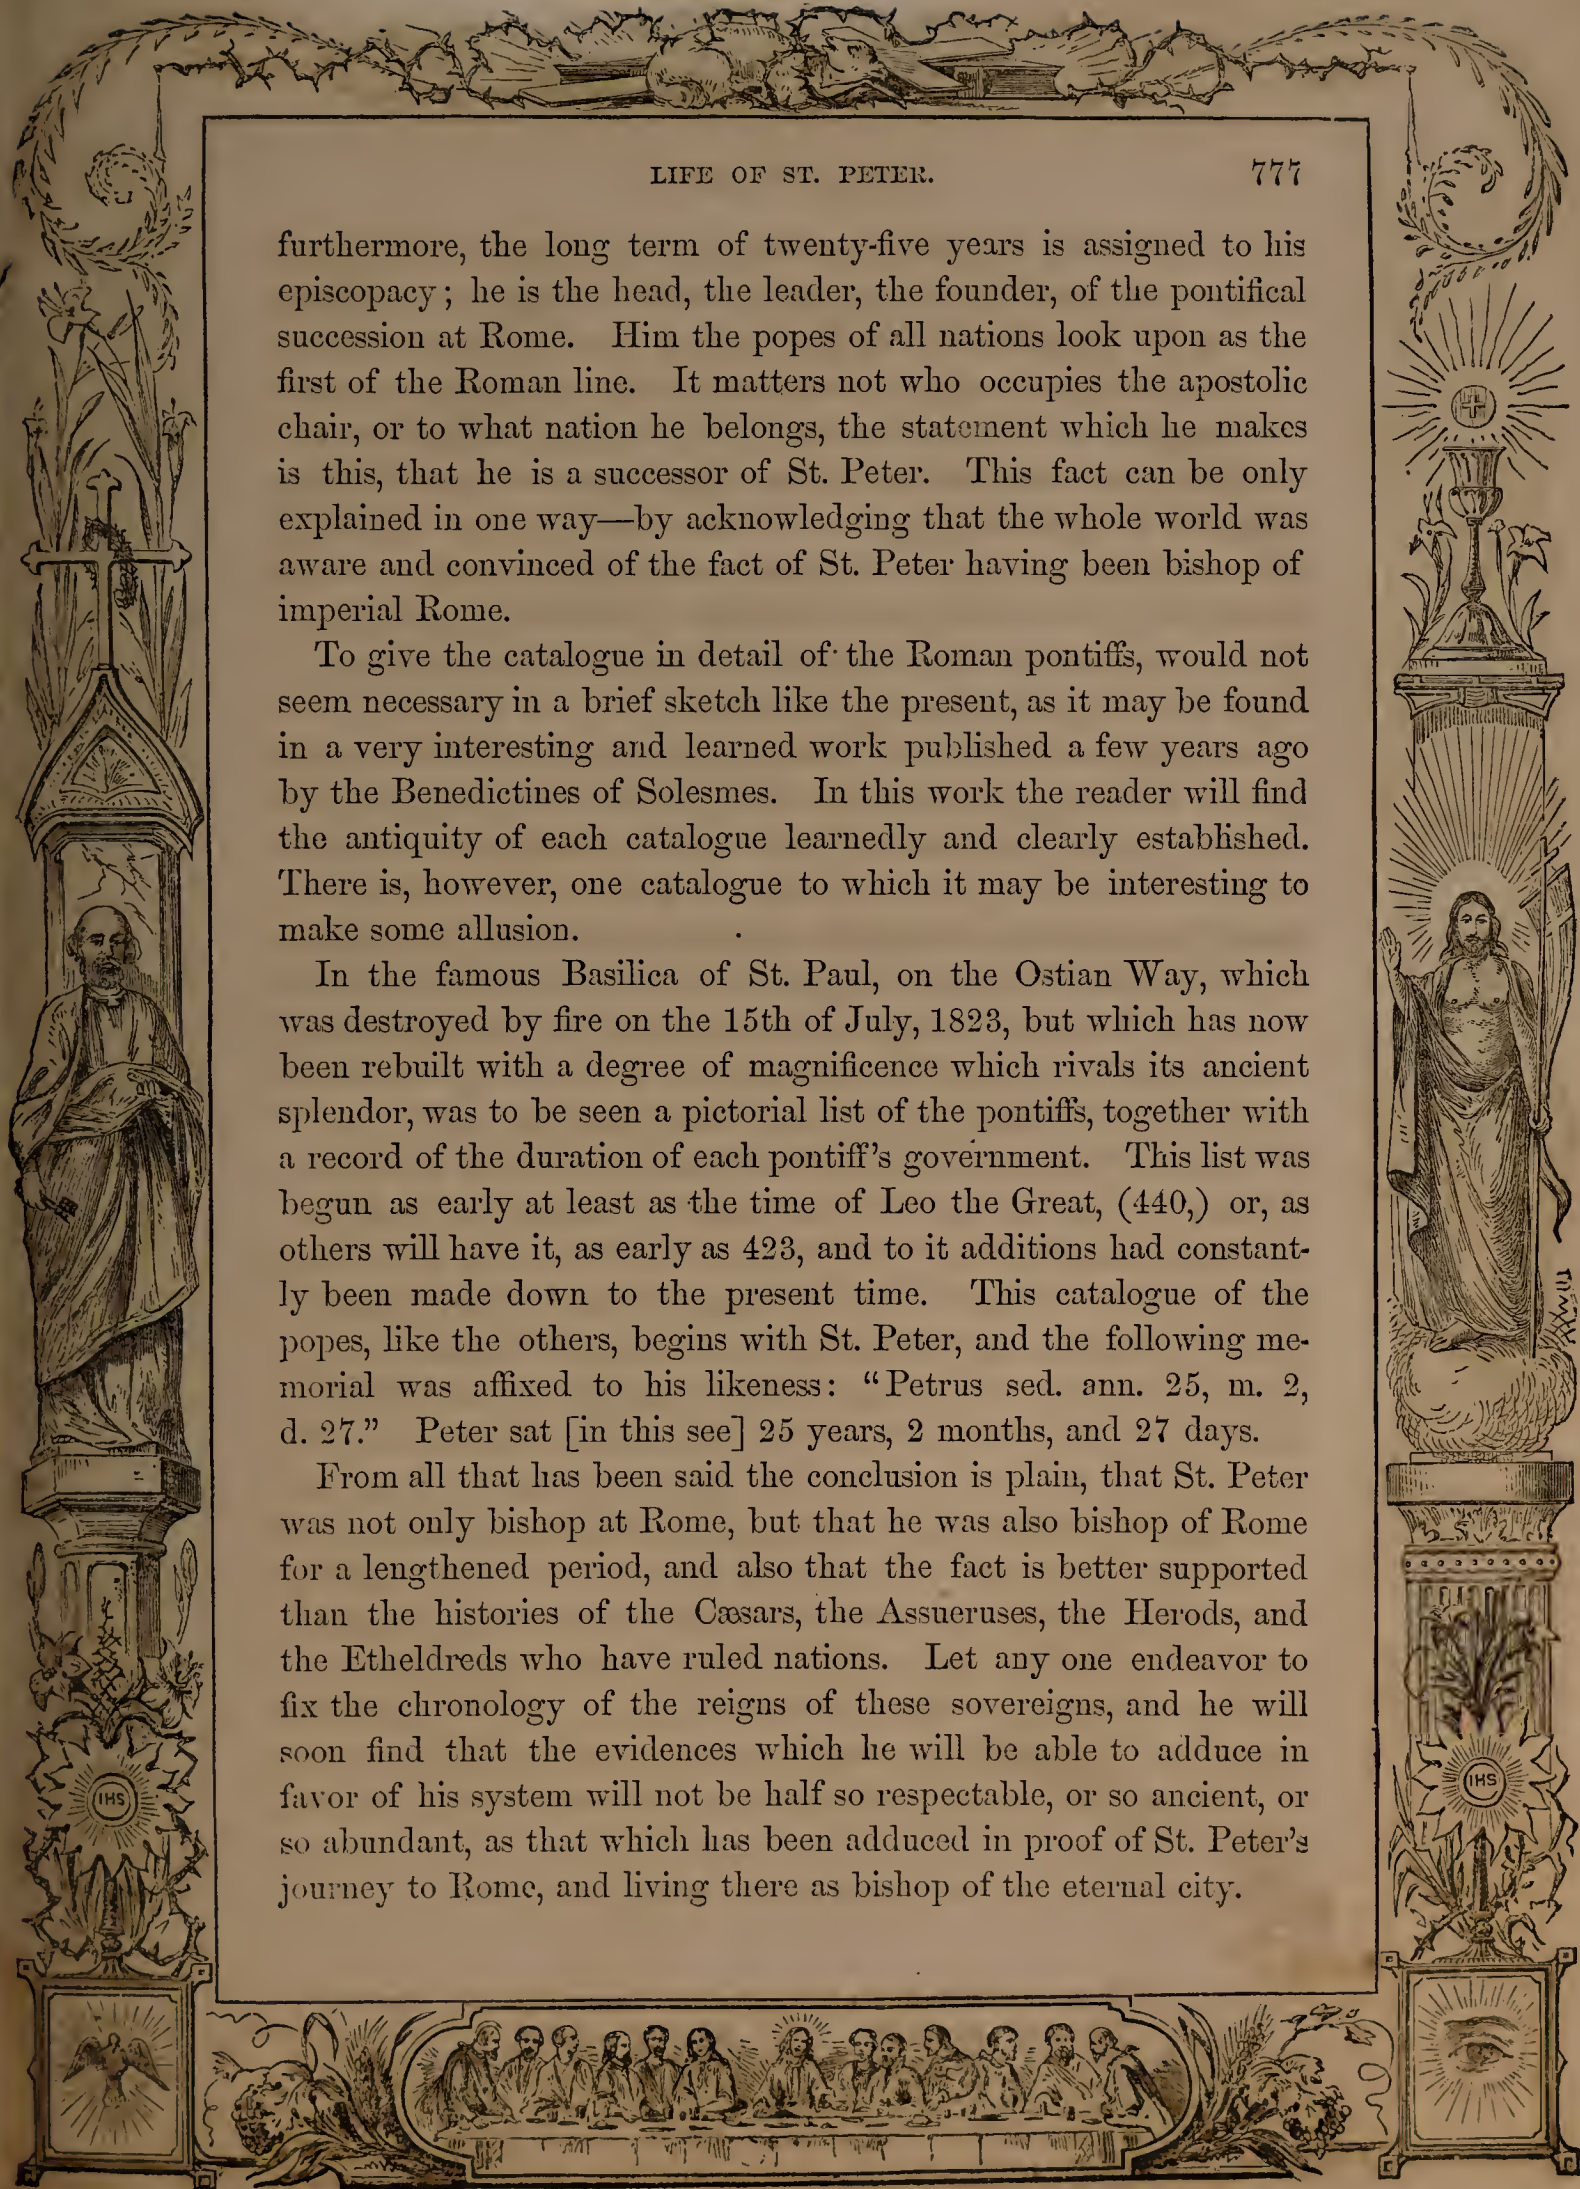 LIFE OF ST. PETER. 777
furthermore, the long term of twenty-five years is assigned to his
episcopacy; he is the head, the leader, the founder, of the pontifical
succession at Rome. Him the popes of all nations look upon as the
first of the Roman line. It matters not who occupies the apostolic
chair, or to what nation he belongs, the statement which he makes
is this, that he is a successor of St. Peter. This fact can be only
explained in one way—by acknowledging that the whole world was
aware and convinced of the fact of St. Peter having been bishop of
imperial Rome.
To give the catalogue in detail of the Roman pontiffs, would not
seem necessary in a brief sketch like the present, as it may be found
in a very interesting and learned work published a few years ago
by the Benedictines of Solesmes. In this work the reader will find
the antiquity of each catalogue learnedly and clearly established.
There is, however, one catalogue to which it may be interesting to
make some allusion.
In the famous Basilica of St. Paul, on the Ostian Way, which
was destroyed by fire on the 15th of July, 1823, but which has now
been rebuilt with a degree of magnificence which rivals its ancient
splendor, was to be seen a pictorial list of the pontiffs, together with
a record of the duration of each pontiff's government. This list was
begun as early at least as the time of Leo the Great, (440,) or, as
others will have it, as early as 423, and to it additions had constant-
ly been made down to the present time. This catalogue of the
popes, like the others, begins with St. Peter, and the following me-
morial was affixed to his likeness: "Petrus sed. ann. 25, m. 2,
d. 27." Peter sat [in this see] 25 years, 2 months, and 27 days.
From all that has been said the conclusion is plain, that St. Peter
was not only bishop at Rome, but that he was also bishop of Rome
for a lengthened period, and also that the fact is better supported
than the histories of the Cæsars, the Assueruses, the Herods, and
the Etheldreds who have ruled nations. Let any one endeavor to
fix the chronology of the reigns of these sovereigns, and he will
soon find that the evidences which he will be able to adduce in
favor of his system will not be half so respectable, or so ancient, or
so abundant, as that which has been adduced in proof of St. Peter's
journey to Rome, and living there as bishop of the eternal city.
IHS
IHS